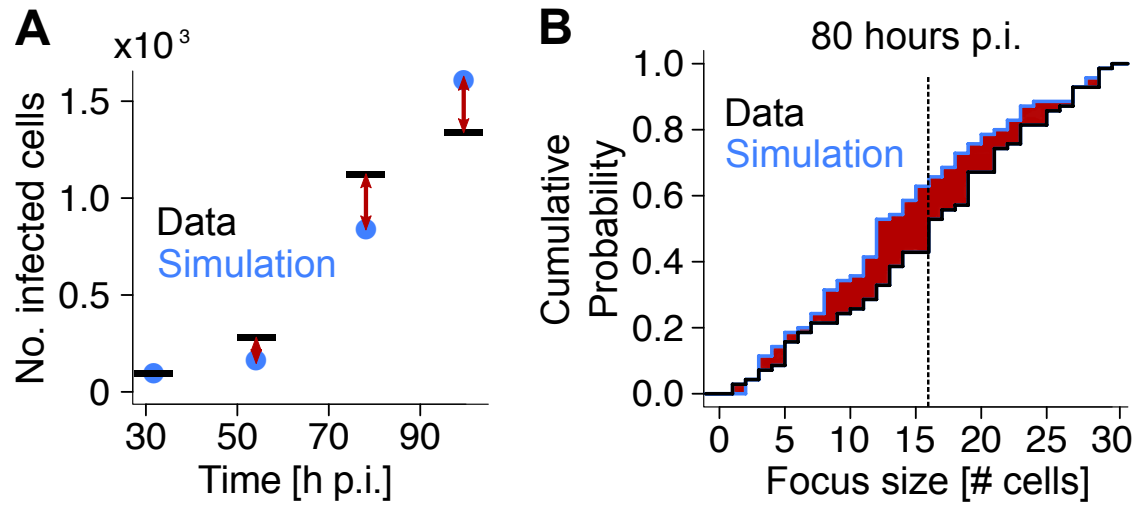 A
x10 3
No. infected cells
1.5
1.0
0.5
0
Data
Simulation
30
50
70
90
Time [h p.i.]
B
80 hours p.i.
Cumulative
Probability
1.0
0.8
0.6
0.4
0.2
0.0
Data
Simulation
0
5
10
15
20
25
30
Focus size [# cells]